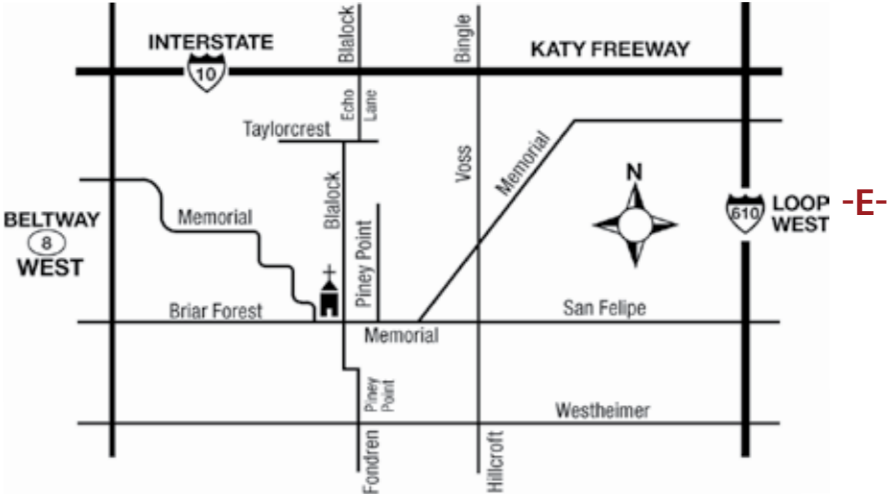 INTERSTATE
10
Blalock
Bingle
KATY FREEWAY
Echo
Lane
Taylorcrest
Voss
Memorial
N
Blalock
Memorial
Piney Point
BELTWAY
8
WEST
610
LOOP
WEST
-E-
Briar Forest
San Felipe
Memorial
Piney
Point
Westheimer
Fondren
Hillcroft